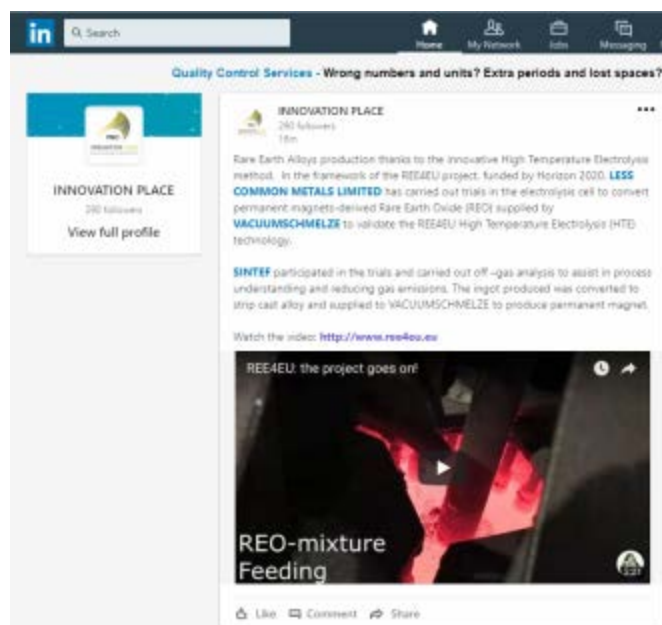 in
Search
Home
My Network
Jobs
Messaging
Quality Control Services - Wrong numbers and units? Extra periods and lost spaces?
INNOVATION PLACE
290 followers
View full profile
INNOVATION PLACE
290 followers
Rare Earth Alloys production thanks to the innovative High Temperature Electrolysis
method. In the framework of the REE4EU project, funded by Horizon 2020, LESS
COMMON METALS LIMITED has carried out trials in the electrolysis cell to convert
permanent magnets-derived Rare Earth Oxide (REO) supplied by
VACUUMSCHMELZE to validate the REE4EU High Temperature Electrolysis (HTE)
technology.
SINTEF participated in the trials and carried out off –gas analysis to assist in process
understanding and reducing gas emissions. The ingot produced was converted to
strip cast alloy and supplied to VACUUMSCHMELZE to produce permanent magnet.
Watch the video: http://www.ree4eu.eu
REE4EU: the project goes on!
REO-mixture
Feeding
Like
Comment
Share